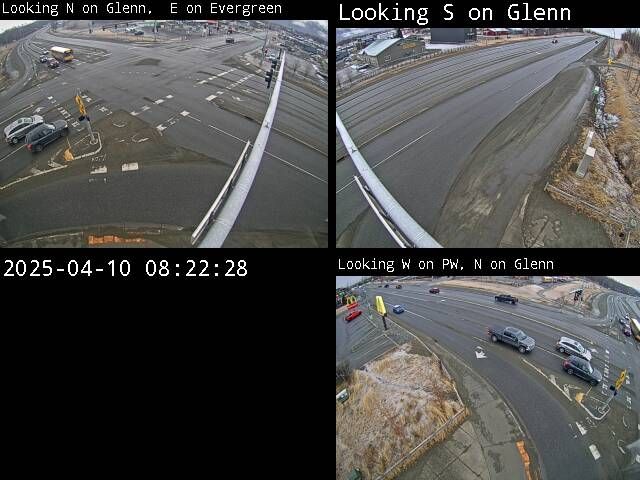 Looking N on Glenn, E on Evergreen
Looking S on Glenn
2025-04-10 08:22:28
Looking W on PW, N on Glenn